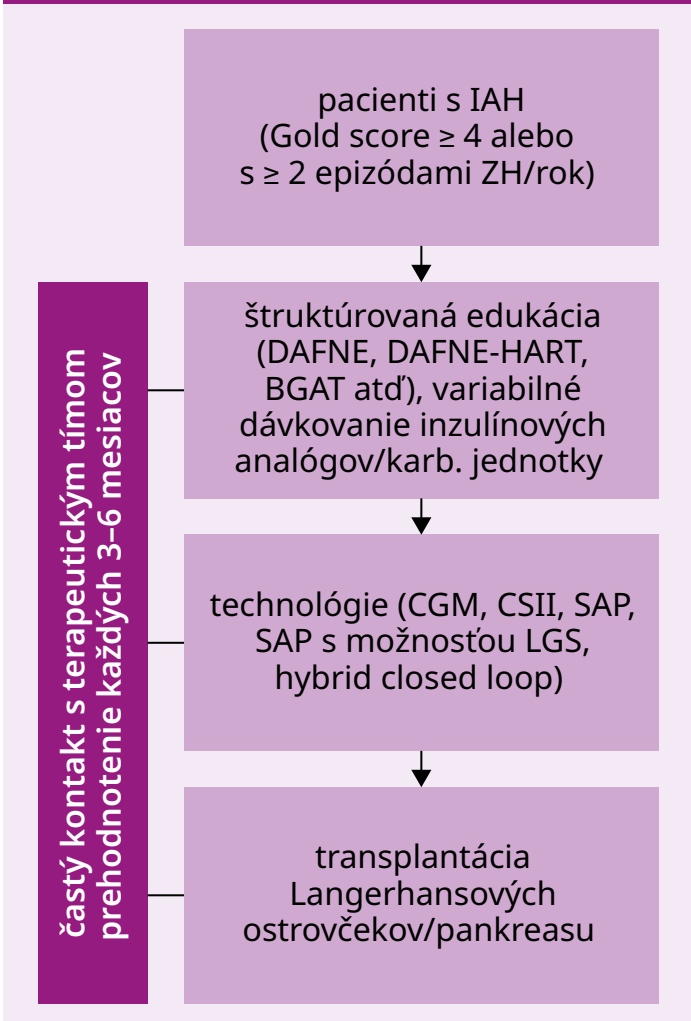 pacienti s IAH
(Gold score ≥ 4 alebo
s ≥ 2 epizódami ZH/rok)
častý kontakt s terapeutickým tímom
prehodnotenie každých 3–6 mesiacov
štruktúrovaná edukácia
(DAFNE, DAFNE-HART,
BGAT atď), variabilné
dávkovanie inzulínových
analógov/karb. jednotky
technológie (CGM, CSII, SAP,
SAP s možnosťou LGS,
hybrid closed loop)
transplantácia
Langerhansových
ostrovčekov/pankreasu